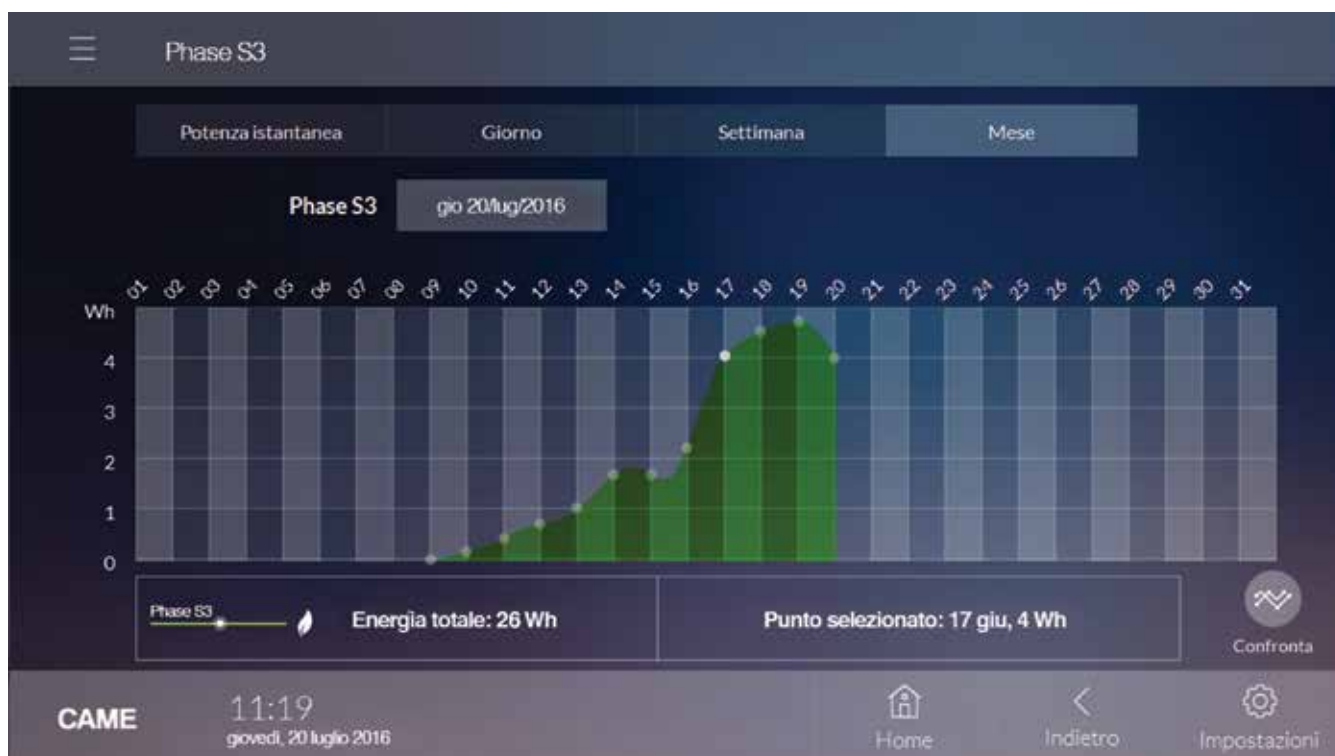 Phase S3
Potenza istantanea Giorno Settimana Mese
Phase S3 gio 20/lug/2016
01 02 03 04 05 06 07 08 09 10 11 12 13 14 15 16 17 18 19 20 21 22 23 24 25 26 27 28 29 30 31
Wh
4
3
2
1
0
Phase S3 Energia totale: 26 Wh Punto selezionato: 17 giu, 4 Wh
Confronta
CAME 11:19
giovedì, 20 luglio 2016
Home Indietro Impostazioni